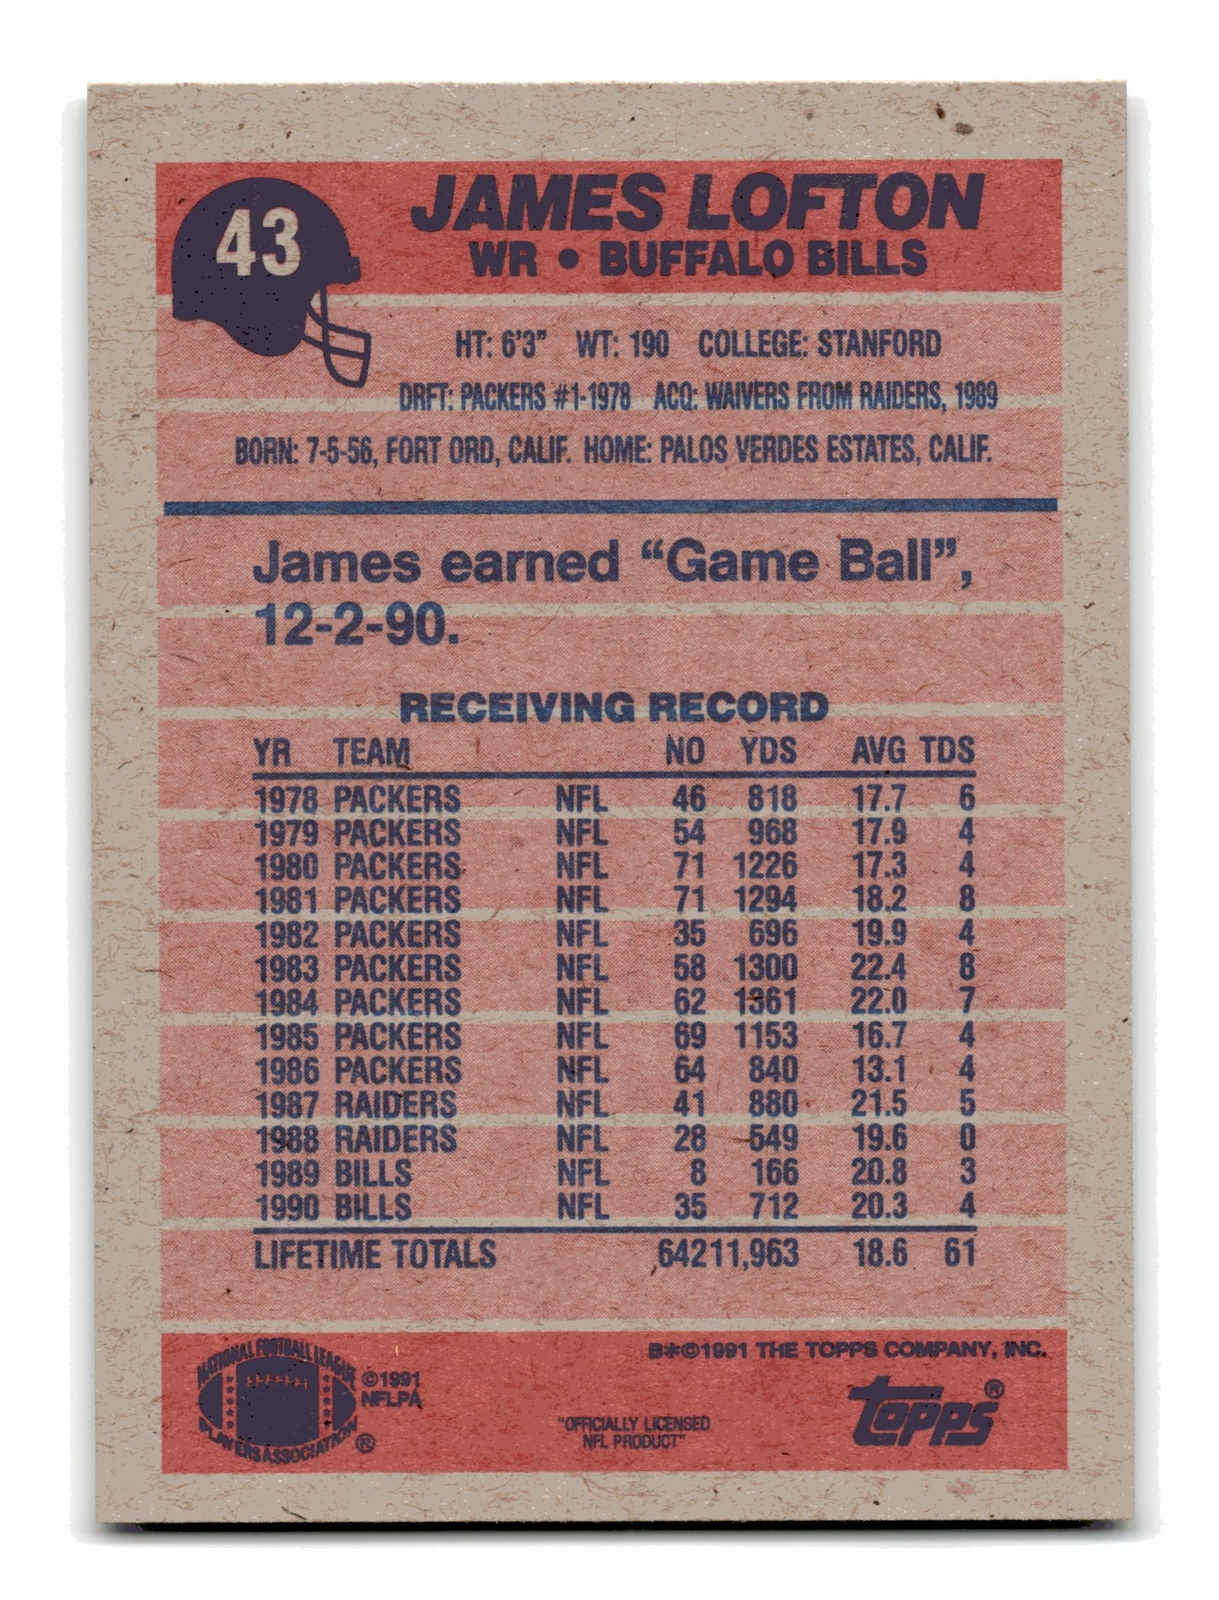 43
JAMES LOFTON
WR • BUFFALO BILLS
HT: 6'3" WT: 190 COLLEGE: STANFORD
DRFT: PACKERS #1-1978 ACQ: WAIVERS FROM RAIDERS, 1989
BORN: 7-5-56, FORT ORD, CALIF. HOME: PALOS VERDES ESTATES, CALIF.
James earned “Game Ball”,
12-2-90.
RECEIVING RECORD
YR TEAM NO YDS AVG TDS
1978 PACKERS NFL 46 818 17.7 6
1979 PACKERS NFL 54 968 17.9 4
1980 PACKERS NFL 71 1226 17.3 4
1981 PACKERS NFL 71 1294 18.2 8
1982 PACKERS NFL 35 696 19.9 4
1983 PACKERS NFL 58 1300 22.4 8
1984 PACKERS NFL 62 1361 22.0 7
1985 PACKERS NFL 69 1153 16.7 4
1986 PACKERS NFL 64 840 13.1 4
1987 RAIDERS NFL 41 880 21.5 5
1988 RAIDERS NFL 28 549 19.6 0
1989 BILLS NFL 8 166 20.8 3
1990 BILLS NFL 35 712 20.3 4
LIFETIME TOTALS 642 11,963 18.6 61
B*©1991 THE TOPPS COMPANY, INC.
NATIONAL FOOTBALL LEAGUE
PLAYERS ASSOCIATION ®
©1991
NFLPA
"OFFICIALLY LICENSED
NFL PRODUCT"
topps®